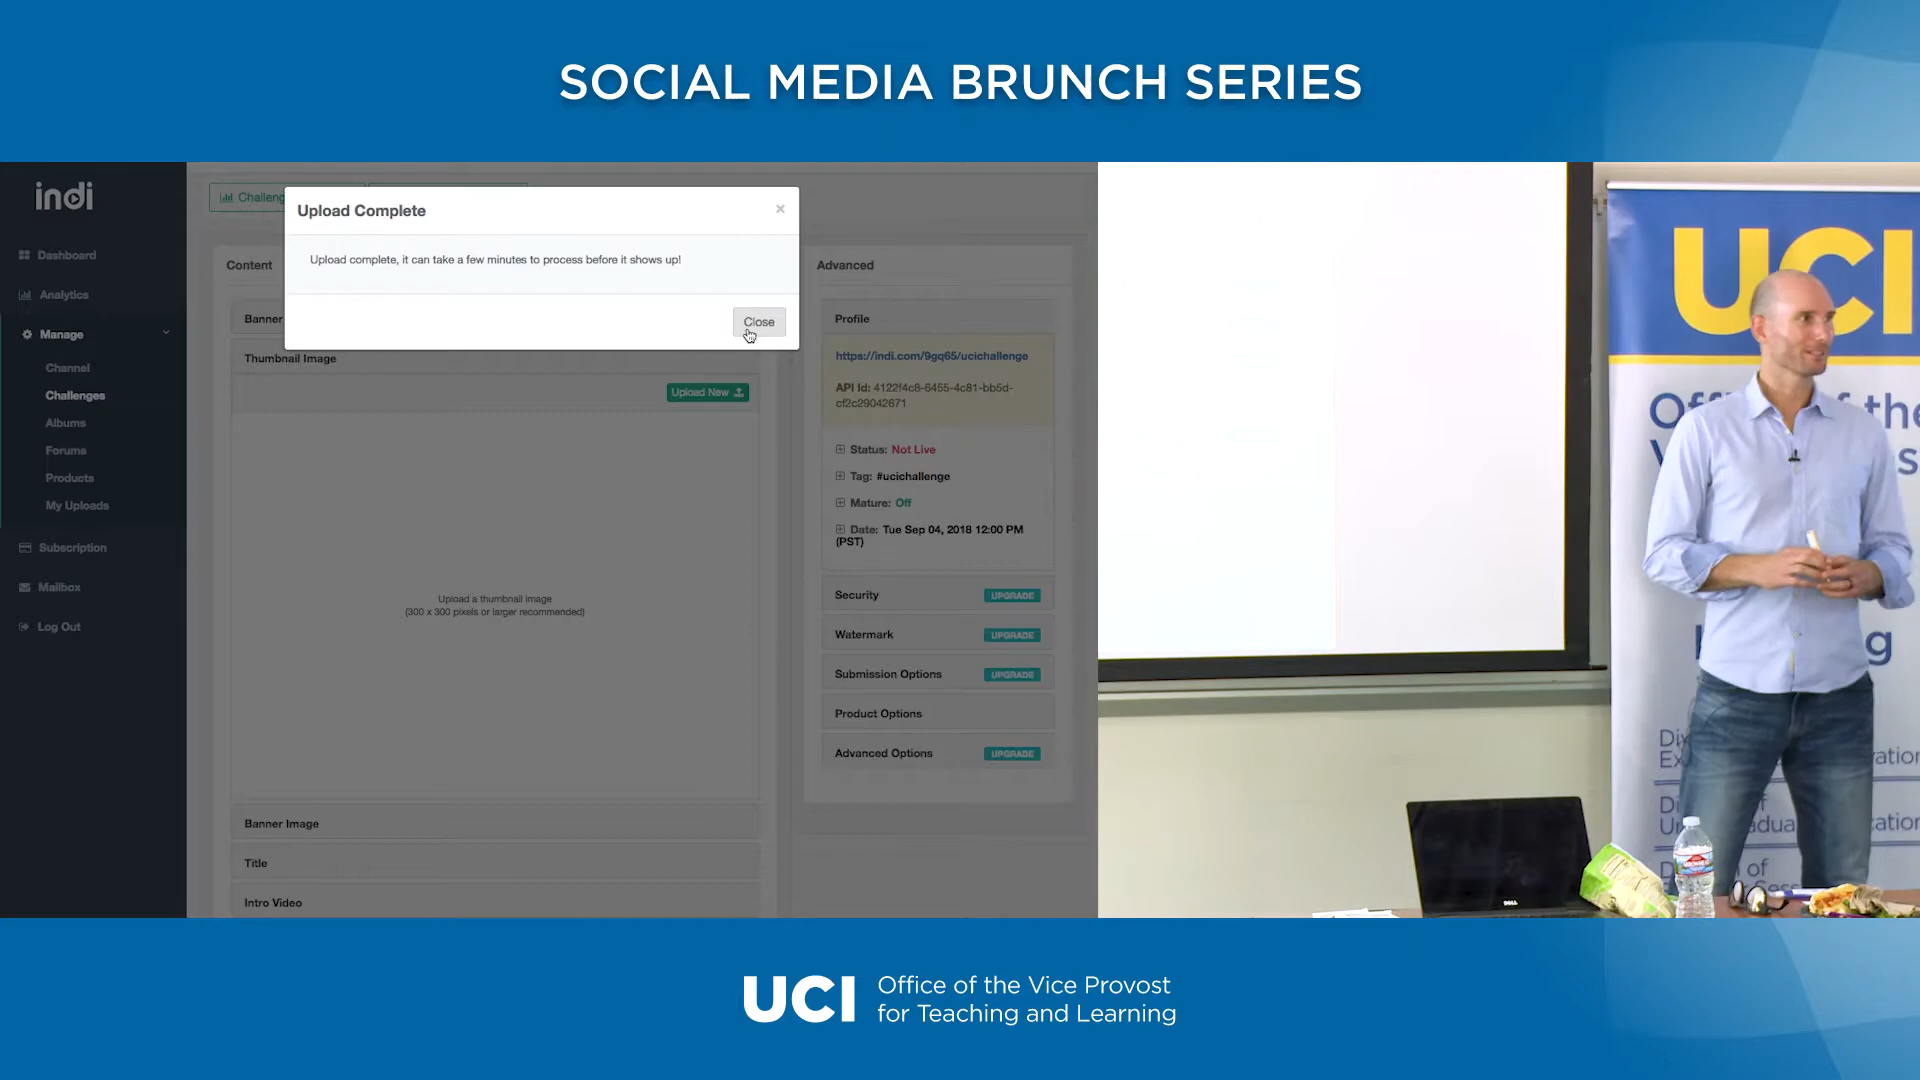 SOCIAL MEDIA BRUNCH SERIES
indi
Dashboard
Analytics
Manage
Channel
Challenges
Albums
Forums
Products
My Uploads
Subscription
Mailbox
Log Out
Upload Complete
×
Upload complete, it can take a few minutes to process before it shows up!
Close
Content
Banner
Thumbnail Image
Upload New
Upload a thumbnail image
(300 x 300 pixels or larger recommended)
Banner Image
Title
Intro Video
Advanced
Profile
https://indi.com/9gq65/ucichallenge
API Id: 4122f4c8-6455-4c81-bb5d-
cf2c29042671
Status: Not Live
Tag: #ucichallenge
Mature: Off
Date: Tue Sep 04, 2018 12:00 PM
(PST)
Security UPGRADE
Watermark UPGRADE
Submission Options UPGRADE
Product Options
Advanced Options UPGRADE
UCI
DELL
UCI
Office of the Vice Provost
for Teaching and Learning